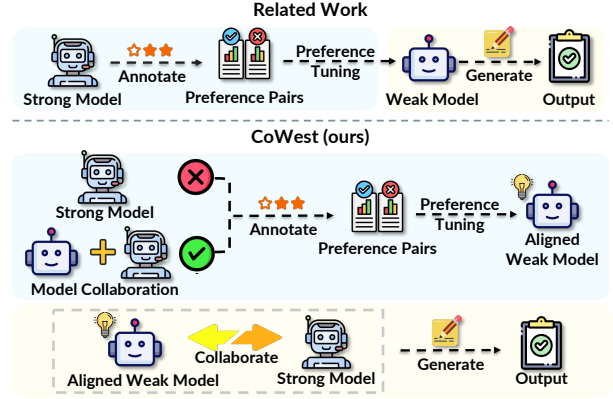 Related Work
Annotate
Preference
Tuning
Generate
Strong Model
Preference Pairs
Weak Model
Output
CoWest (ours)
Strong Model
Annotate
Preference Pairs
Preference
Tuning
Aligned
Weak Model
Model Collaboration
Collaborate
Aligned Weak Model
Strong Model
Generate
Output